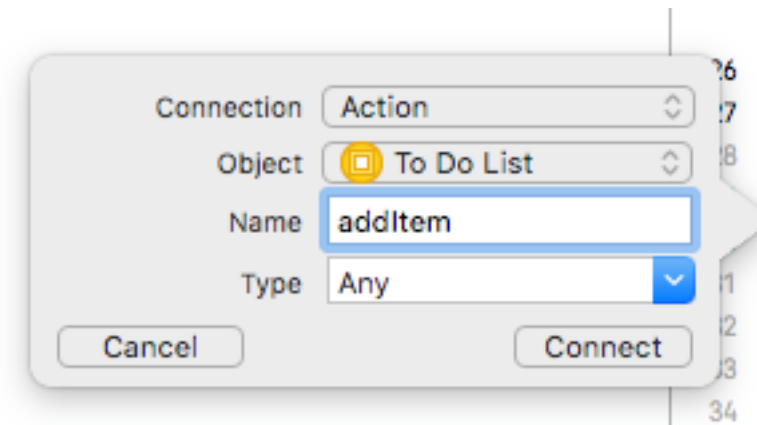 26
Connection Action
27
Object To Do List
28
Name addItem
Type Any
31
32
Cancel Connect
33
34